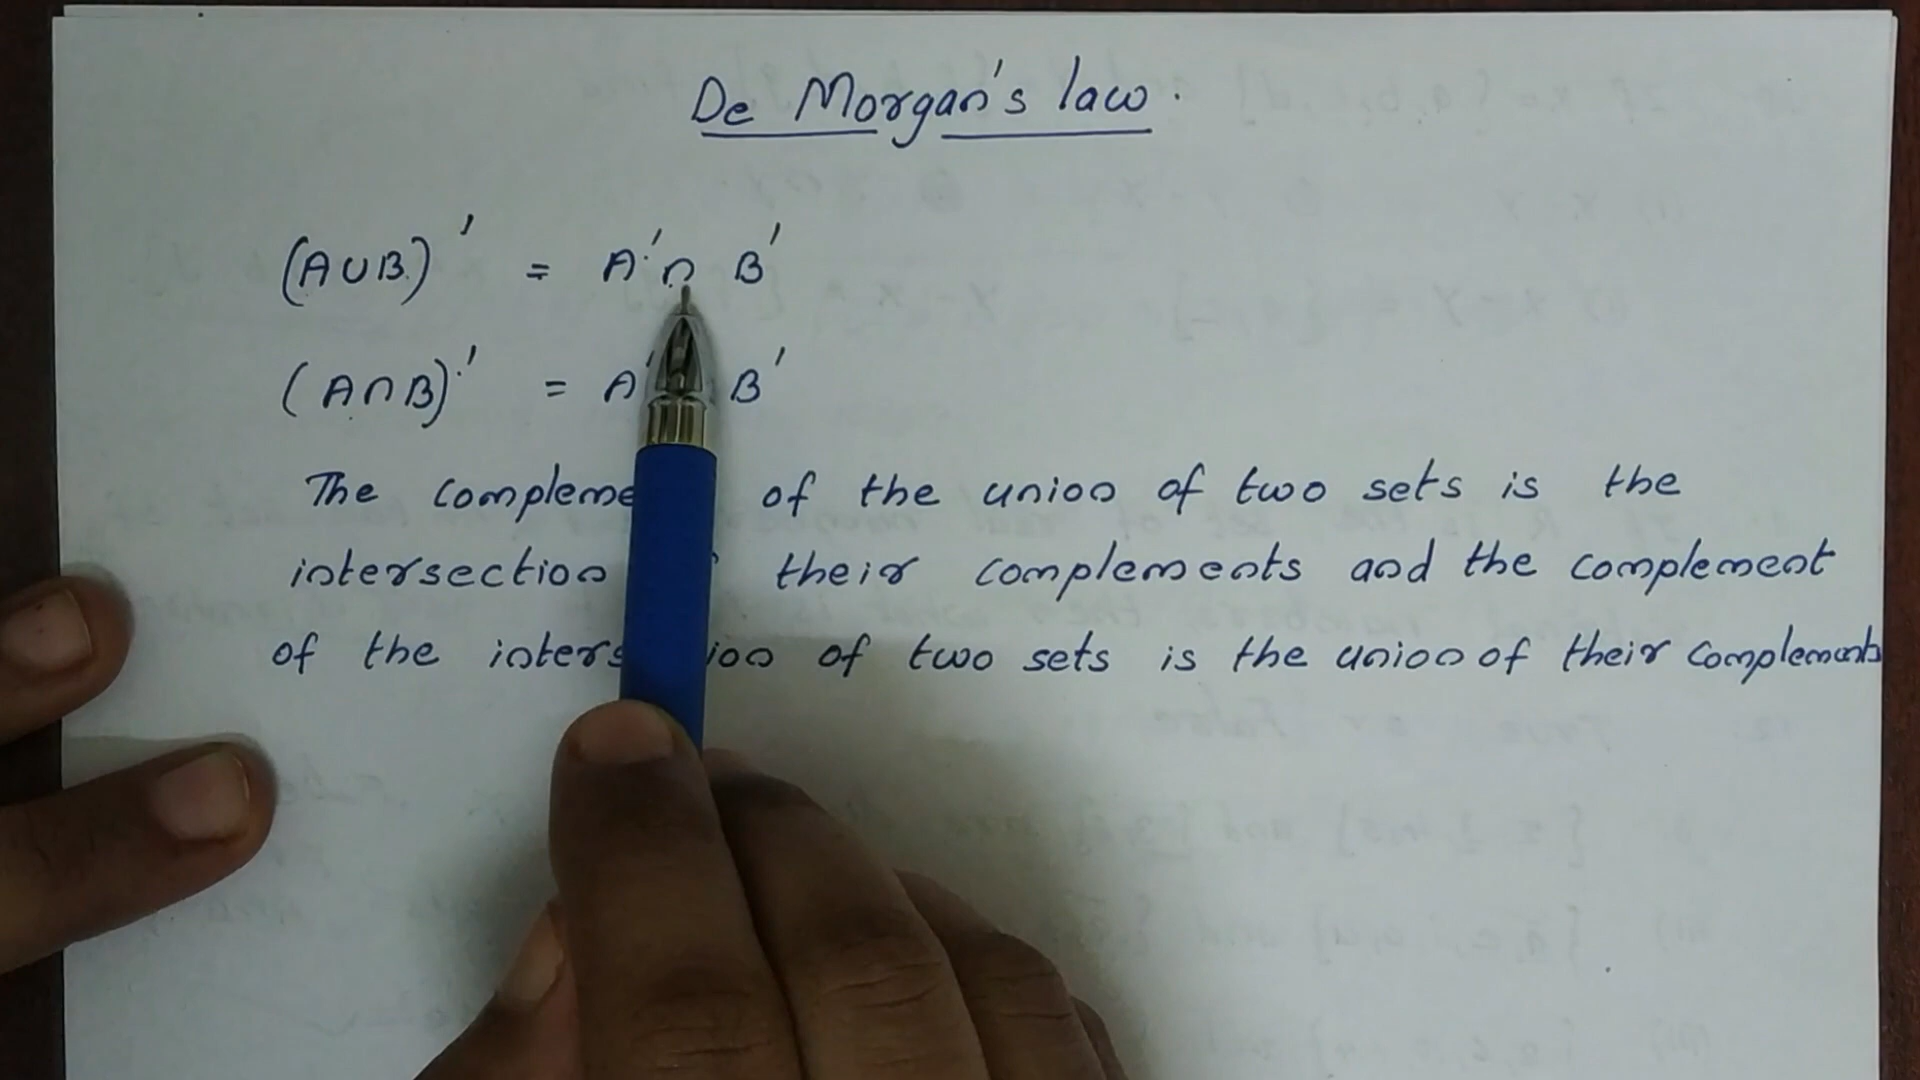 De Morgan's law.
(A∪B)' = A'∩ B'
(A∩B)' = A' B'
The compleme of the union of two sets is the
intersection their complements and the complement
of the inters ion of two sets is the union of their complements